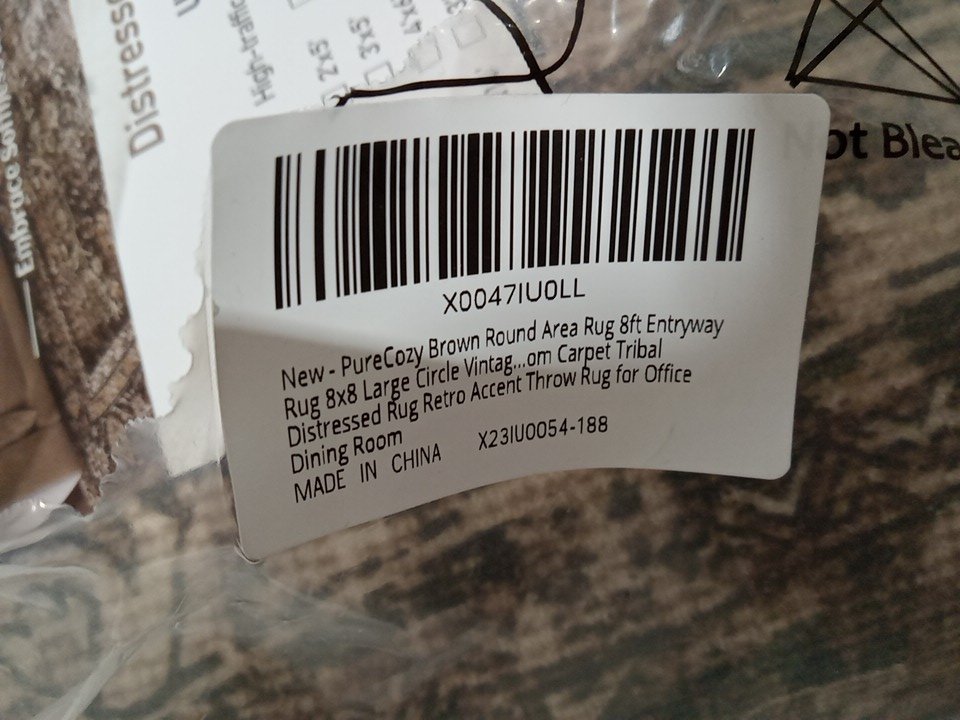 Distress
High-traffic
2x5'
3x5'
4x6
Embrace
ot Blea
X0047IU0LL
New - PureCozy Brown Round Area Rug 8ft Entryway
Rug 8x8 Large Circle Vintag...om Carpet Tribal
Distressed Rug Retro Accent Throw Rug for Office
Dining Room
MADE IN CHINA X23IU0054-188